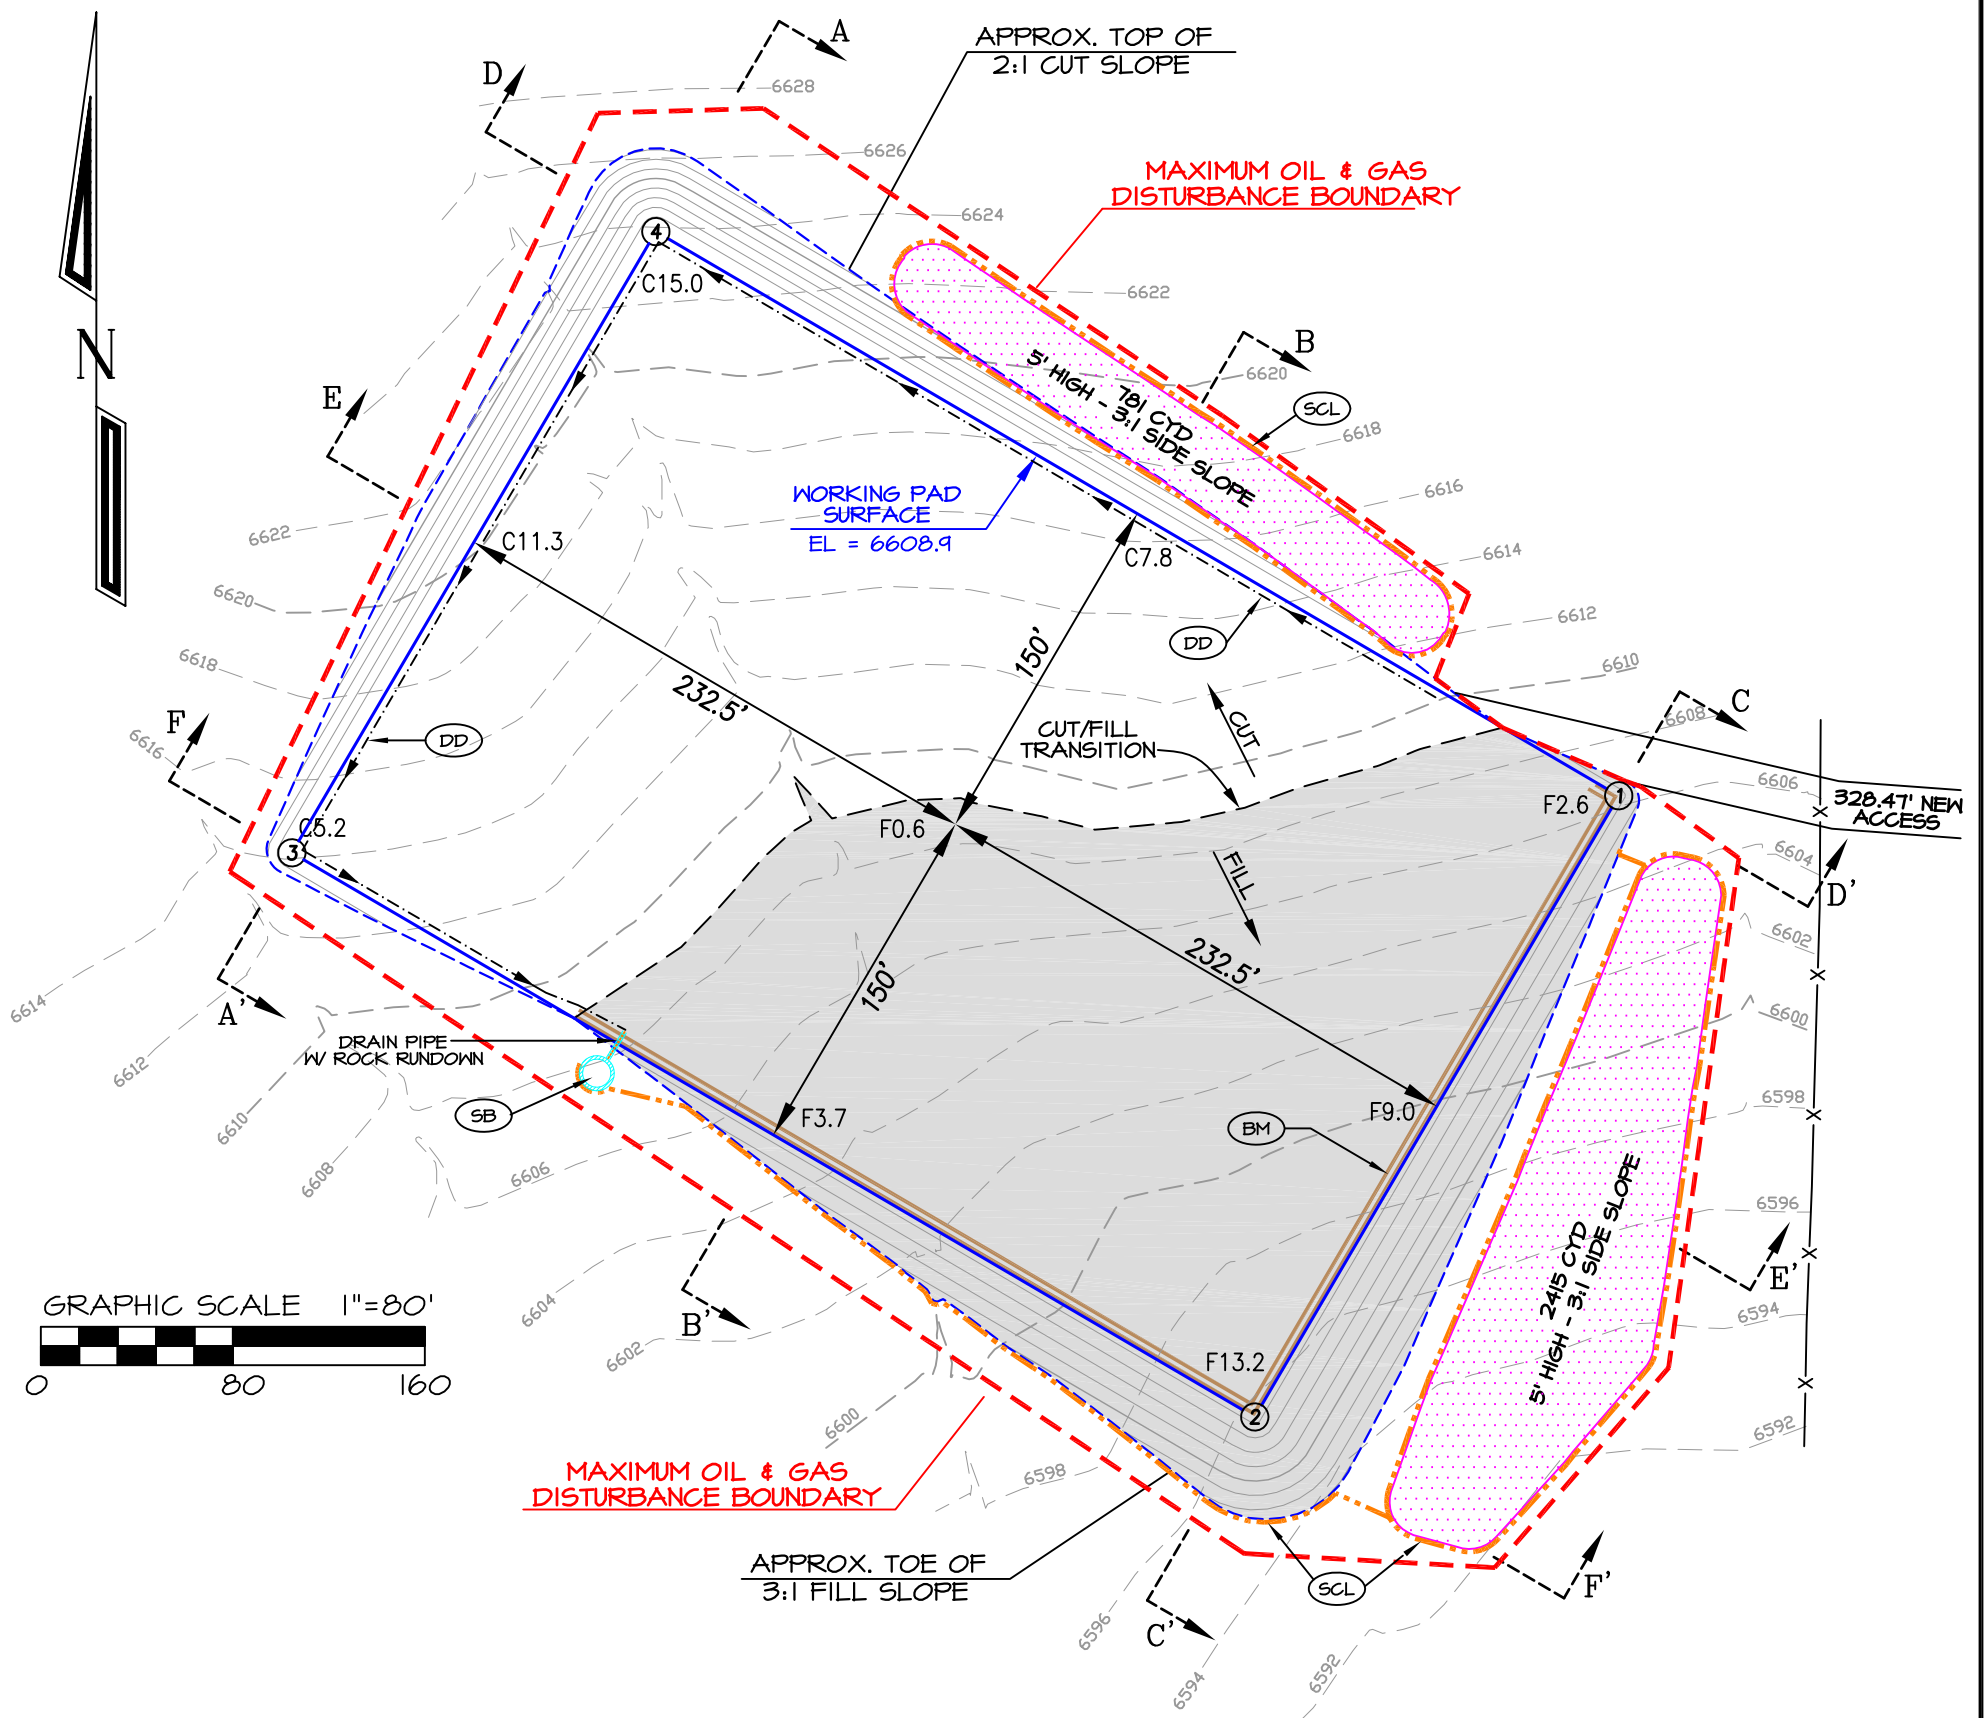 A
APPROX. TOP OF
2:1 CUT SLOPE
D
6628
6626
MAXIMUM OIL & GAS
DISTURBANCE BOUNDARY
6624
4
C15.0
6622
N
B
6620
5' HIGH - 3:1 SIDE SLOPE
781 CYD
SCL
E
6618
WORKING PAD
SURFACE
EL = 6608.9
6616
6622
C11.3
C7.8
6614
6620
6612
150'
DD
6618
6610
232.5'
C
6608
F
CUT/FILL
TRANSITION
CUT
6616
DD
6606
328.47' NEW
ACCESS
1
F2.6
C5.2
3
F0.6
FILL
6604
D'
6602
232.5'
150'
6614
A'
6600
DRAIN PIPE
W/ ROCK RUNDOWN
6612
SB
F3.7
F9.0
6598
BM
6610
6608
6606
6596
2415 CYD
5' HIGH - 3:1 SIDE SLOPE
E'
GRAPHIC SCALE 1"=80'
6604
B'
6594
0 80 160
6602
F13.2
2
6600
6592
MAXIMUM OIL & GAS
DISTURBANCE BOUNDARY
6598
APPROX. TOE OF
3:1 FILL SLOPE
SCL
F'
6596
C'
6594
6592
X
X
X
X
X